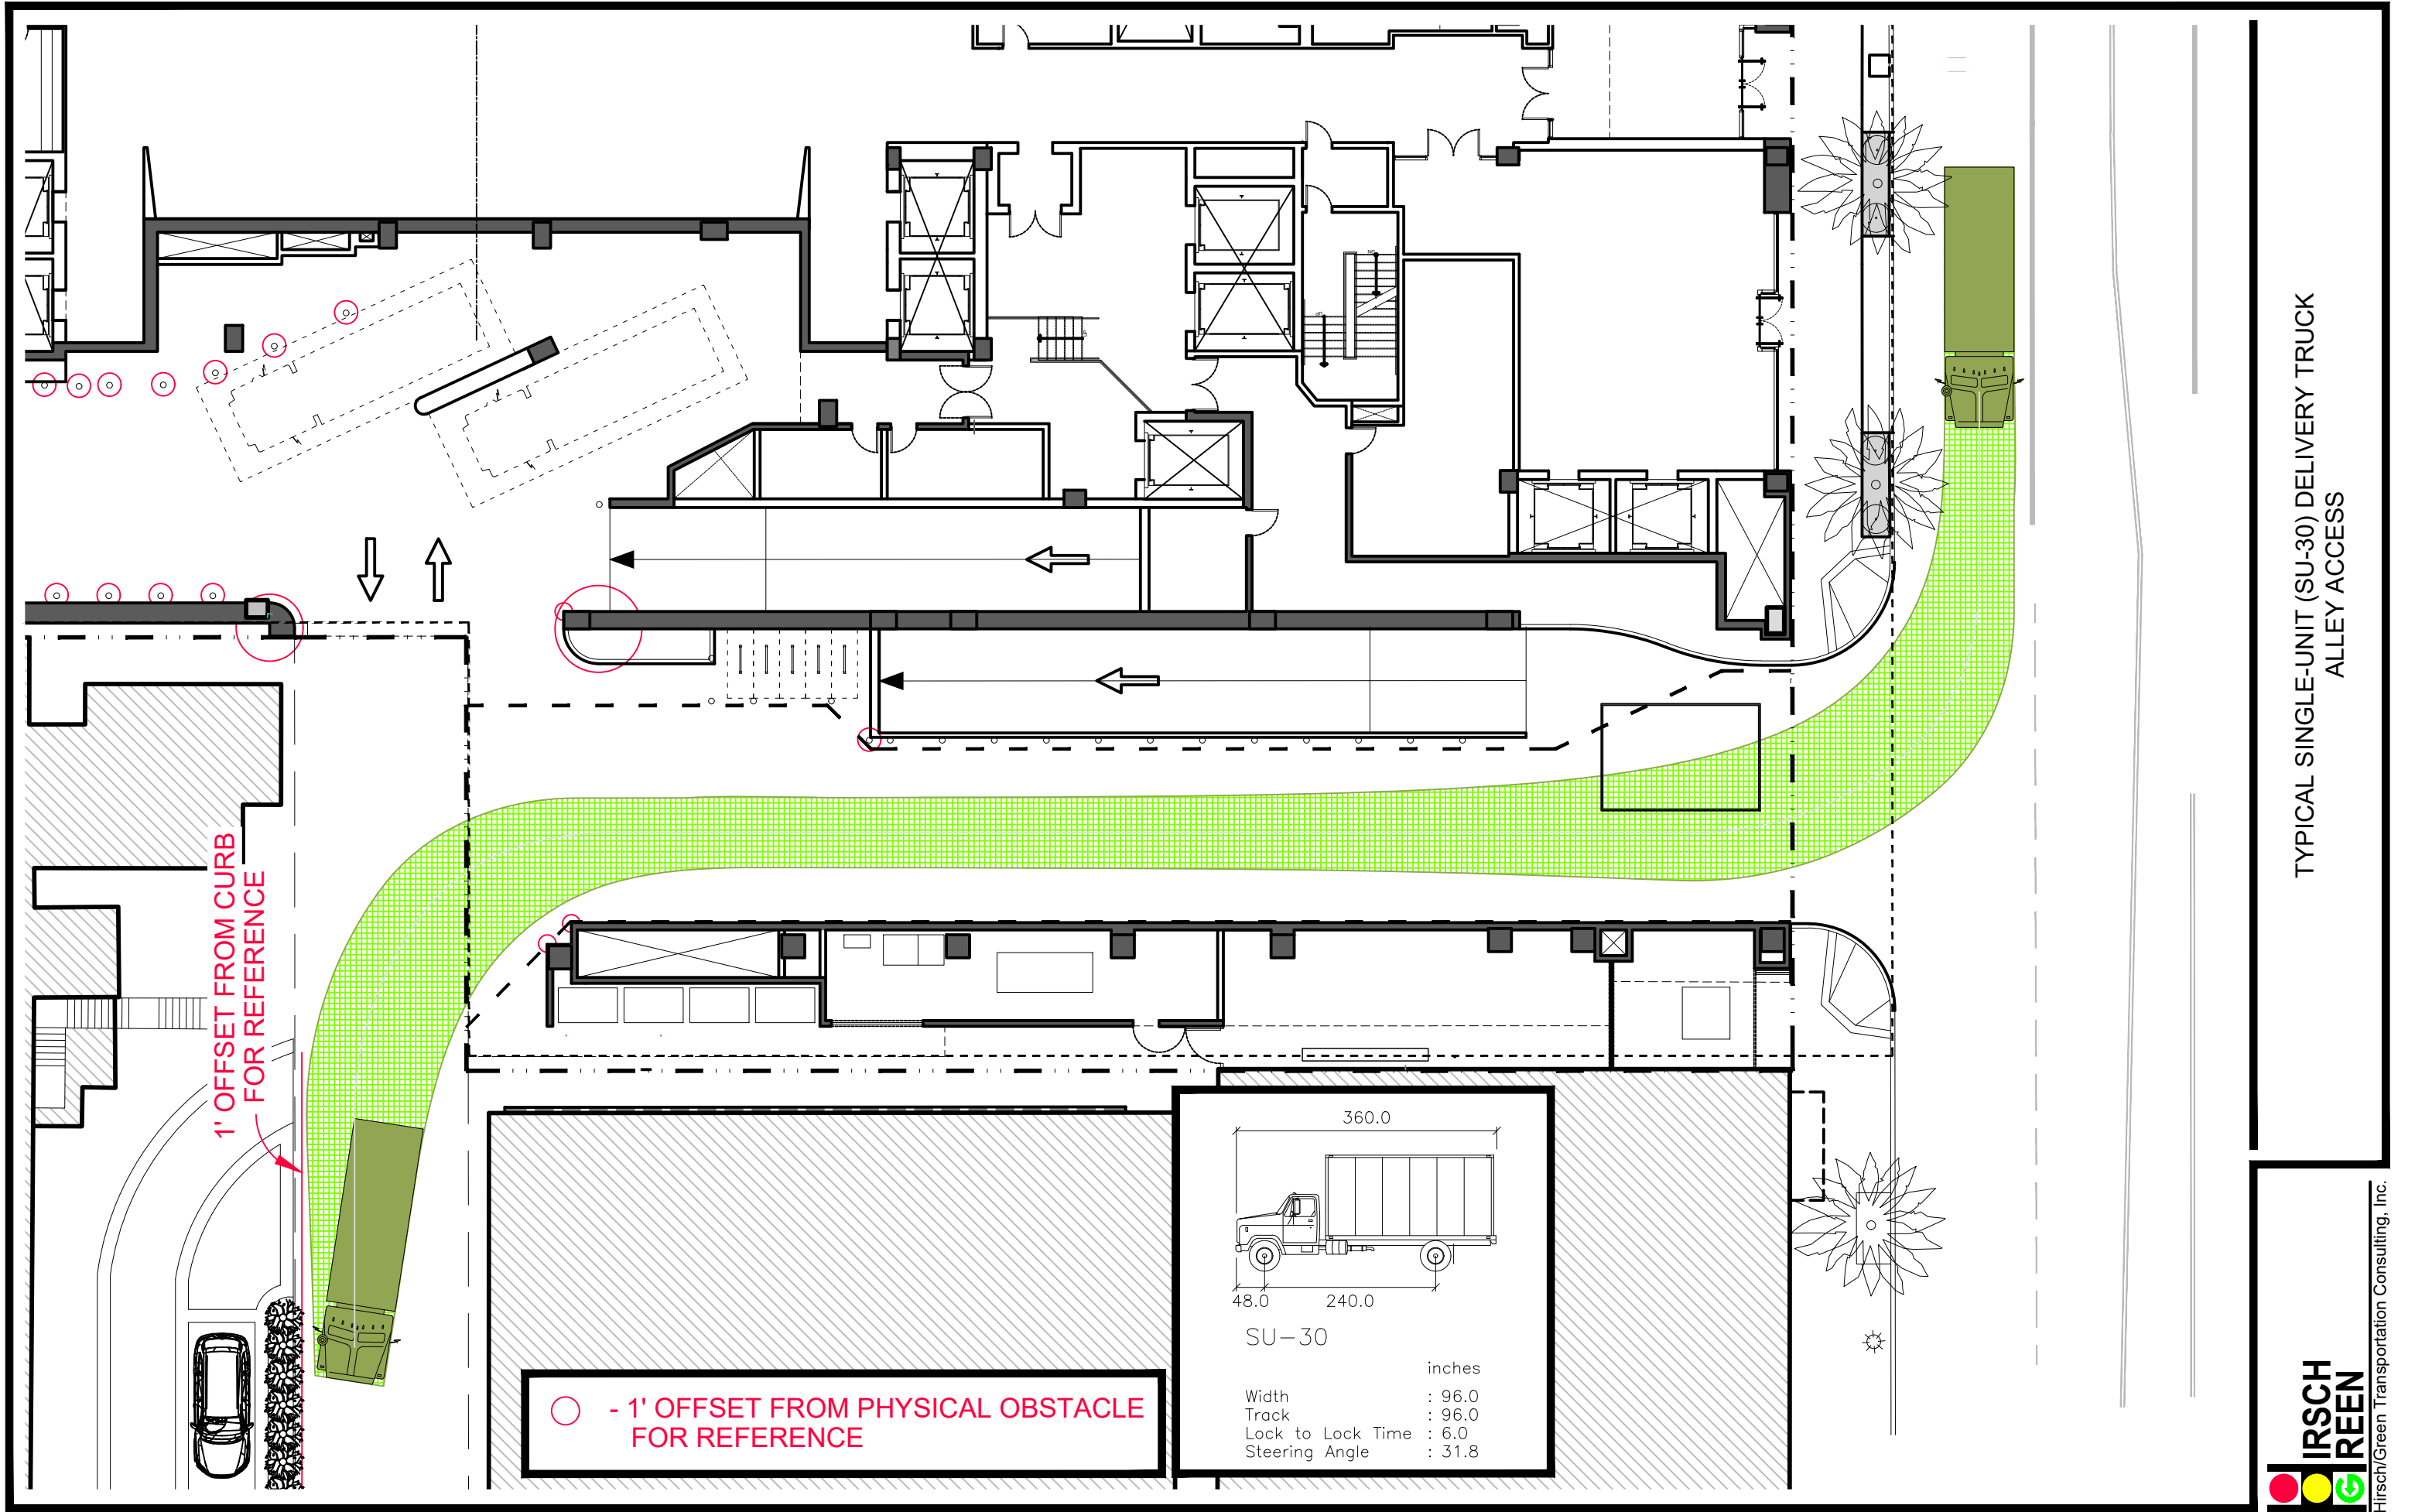 TYPICAL SINGLE-UNIT (SU-30) DELIVERY TRUCK
ALLEY ACCESS
1' OFFSET FROM CURB
FOR REFERENCE
- 1' OFFSET FROM PHYSICAL OBSTACLE
FOR REFERENCE
360.0
48.0
240.0
SU-30
inches
Width : 96.0
Track : 96.0
Lock to Lock Time : 6.0
Steering Angle : 31.8
HIRSCH
GREEN
Hirsch/Green Transportation Consulting, Inc.